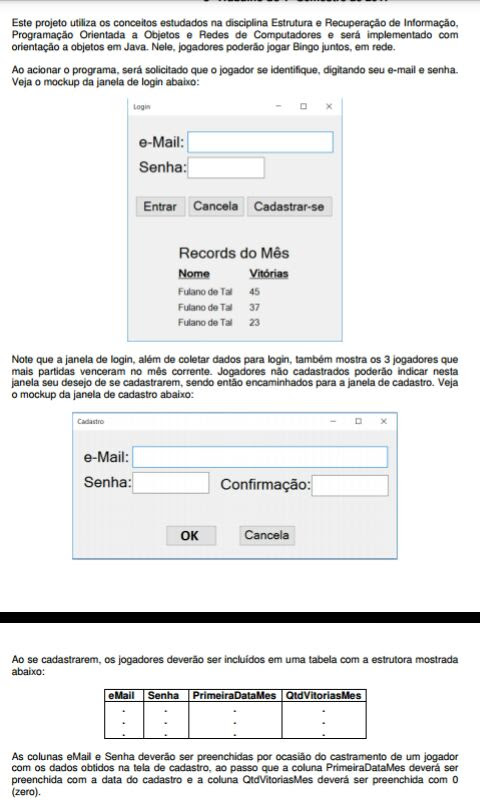 Este projeto utiliza os conceitos estudados na disciplina Estrutura e Recuperação de Informação,
Programação Orientada a Objetos e Redes de Computadores e será implementado com
orientação a objetos em Java. Nele, jogadores poderão jogar Bingo juntos, em rede.
Ao acionar o programa, será solicitado que o jogador se identifique, digitando seu e-mail e senha.
Veja o mockup da janela de login abaixo:
Login
e-Mail:
Senha:
Entrar Cancela Cadastrar-se
Records do Mês
Nome Vitórias
Fulano de Tal 45
Fulano de Tal 37
Fulano de Tal 23
Note que a janela de login, além de coletar dados para login, também mostra os 3 jogadores que
mais partidas venceram no mês corrente. Jogadores não cadastrados poderão indicar nesta
janela seu desejo de se cadastrarem, sendo então encaminhados para a janela de cadastro. Veja
o mockup da janela de cadastro abaixo:
Cadastro
e-Mail:
Senha: Confirmação:
OK Cancela
Ao se cadastrarem, os jogadores deverão ser incluídos em uma tabela com a estrutora mostrada
abaixo:
eMail Senha PrimeiraDataMes QtdVitoriasMes
As colunas eMail e Senha deverão ser preenchidas por ocasião do castramento de um jogador
com os dados obtidos na tela de cadastro, ao passo que a coluna PrimeiraDataMes deverá ser
preenchida com a data do cadastro e a coluna QtdVitoriasMes deverá ser preenchida com 0
(zero).